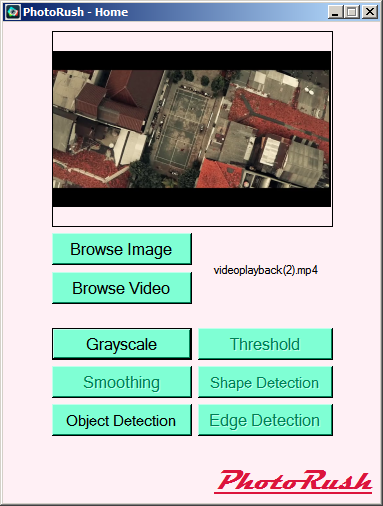 PhotoRush - Home
Browse Image
videoplayback(2).mp4
Browse Video
Grayscale
Threshold
Smoothing
Shape Detection
Object Detection
Edge Detection
PhotoRush